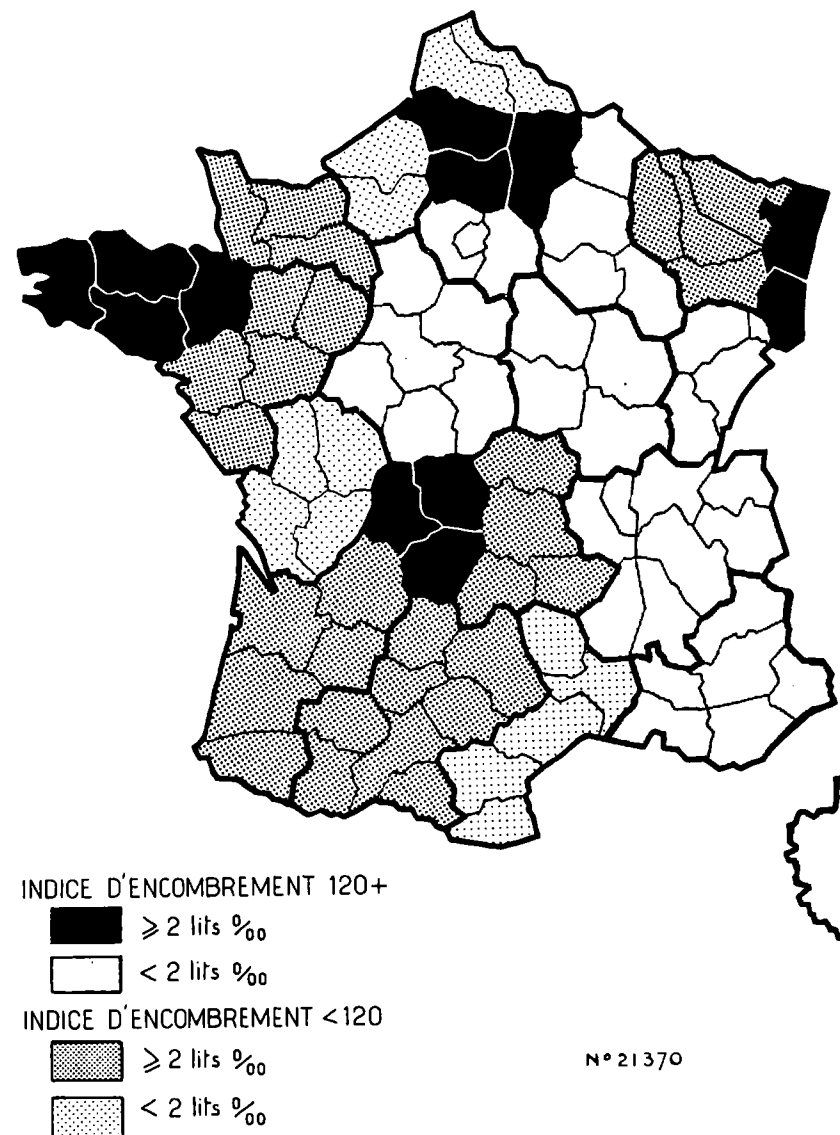 INDICE D'ENCOMBREMENT 120+
⩾ 2 lits ‱
< 2 lits ‱
INDICE D'ENCOMBREMENT <120
⩾ 2 lits ‱
< 2 lits ‱
N° 21370